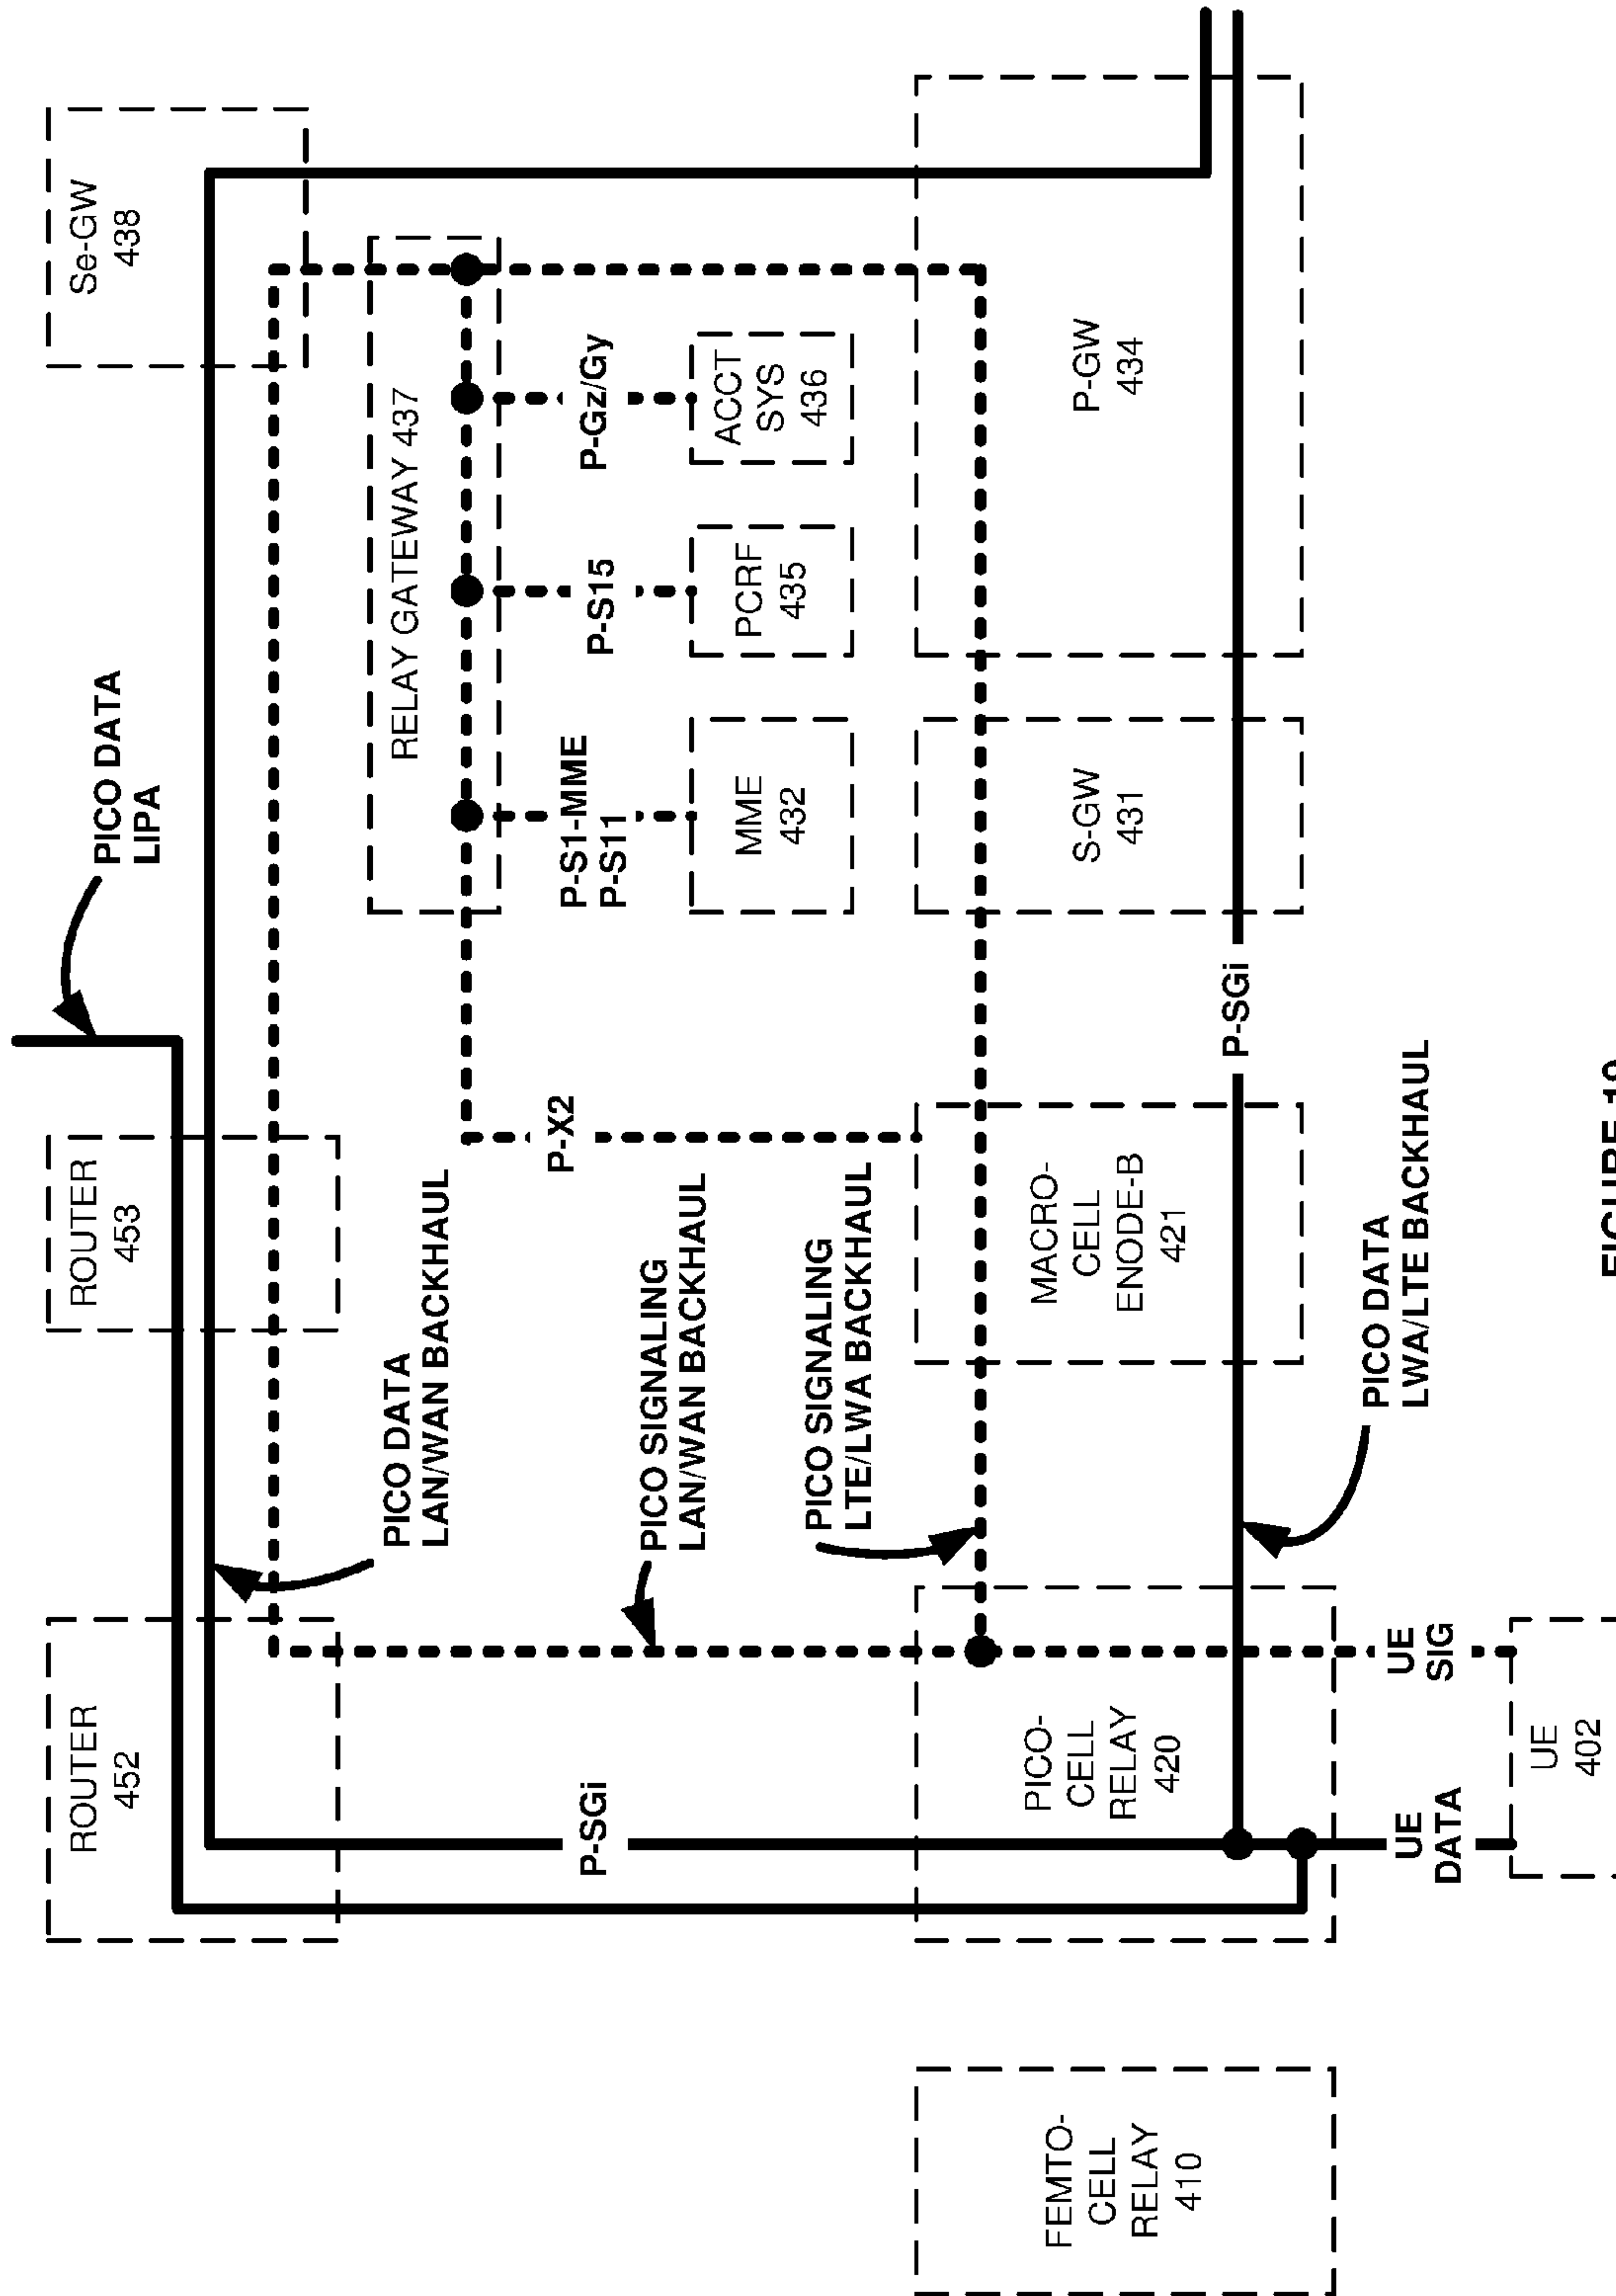 ROUTER
452
ROUTER
453
PICO DATA
LIPA
Se-GW
438
PICO DATA
LAN/WAN BACKHAUL
RELAY GATEWAY 437
P-SGi
P-X2
P-S1-MME
P-S11
P-S15
P-Gz/Gy
PICO SIGNALING
LAN/WAN BACKHAUL
MME
432
PCRF
435
ACCT
SYS
436
PICO SIGNALING
LTE/LWA BACKHAUL
FEMTO-
CELL
RELAY
410
PICO-
CELL
RELAY
420
MACRO-
CELL
ENODE-B
421
S-GW
431
P-GW
434
P-SGi
UE
DATA
UE
SIG
PICO DATA
LWA/LTE BACKHAUL
UE
402
FIGURE